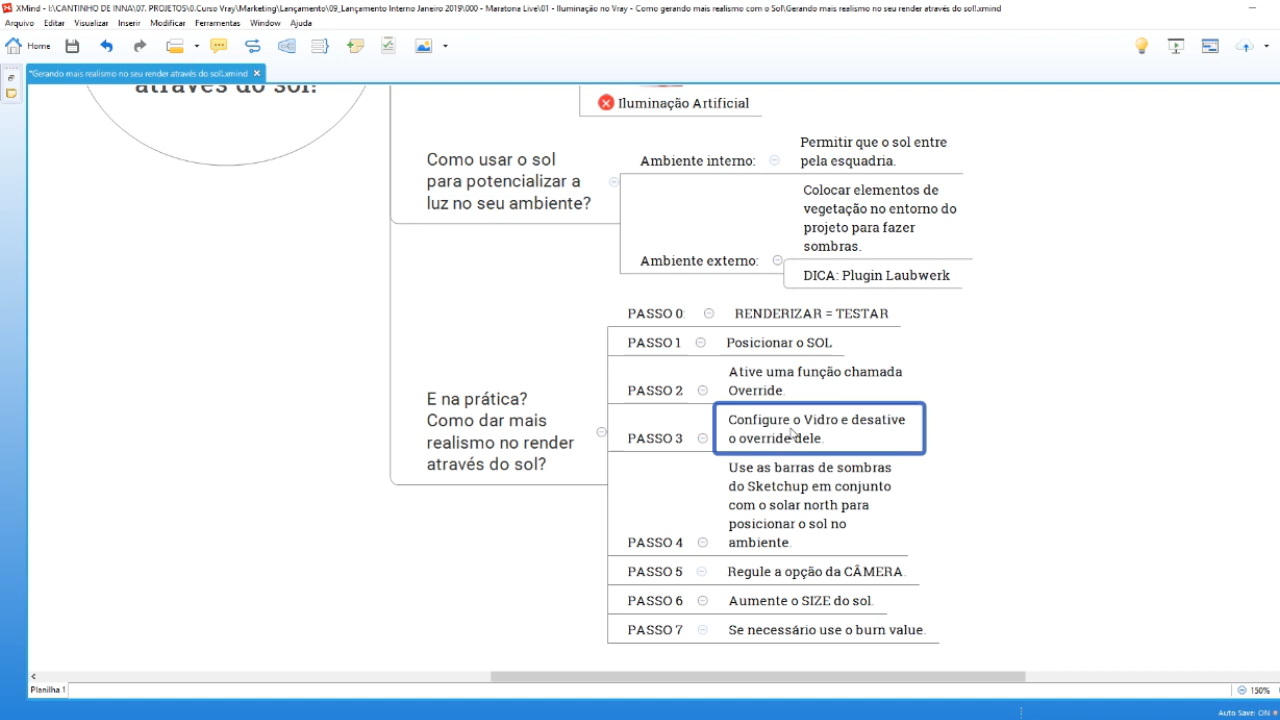 XMind - I:\CANTINHO DE INNA\07. PROJETOS\0.Curso Vray\Marketing\Lançamento\09_Lançamento Interno Janeiro 2019\000 - Maratona Live\01 - Iluminação no Vray - Como gerando mais realismo com o Sol\Gerando mais realismo no seu render através do sol!.xmind
Arquivo Editar Visualizar Inserir Modificar Ferramentas Window Ajuda
Home
*Gerando mais realismo no seu render através do sol!.xmind
através do sol!
Iluminação Artificial
Como usar o sol
para potencializar a
luz no seu ambiente?
Ambiente interno:
Permitir que o sol entre
pela esquadria.
Ambiente externo:
Colocar elementos de
vegetação no entorno do
projeto para fazer
sombras.
DICA: Plugin Laubwerk
E na prática?
Como dar mais
realismo no render
através do sol?
PASSO 0: RENDERIZAR = TESTAR
PASSO 1 Posicionar o SOL
PASSO 2 Ative uma função chamada
Override.
PASSO 3 Configure o Vidro e desative
o override dele.
PASSO 4 Use as barras de sombras
do Sketchup em conjunto
com o solar north para
posicionar o sol no
ambiente.
PASSO 5 Regule a opção da CÂMERA.
PASSO 6 Aumente o SIZE do sol.
PASSO 7 Se necessário use o burn value.
Planilha 1
150%
Auto Save: ON